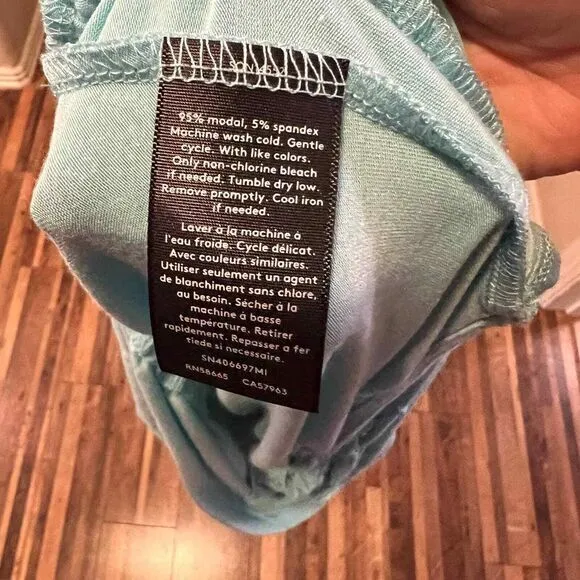 95% modal, 5% spandex
Machine wash cold. Gentle
cycle. With like colors.
Only non-chlorine bleach
if needed. Tumble dry low.
Remove promptly. Cool iron
if needed.
Laver à la machine à
l'eau froide. Cycle délicat.
Avec couleurs similaires.
Utiliser seulement un agent
de blanchiment sans chlore,
au besoin. Sécher à la
machine à basse
température. Retirer
rapidement. Repasser a fer
tiede si necessaire.
SN406697MI
RN58665 CA57963